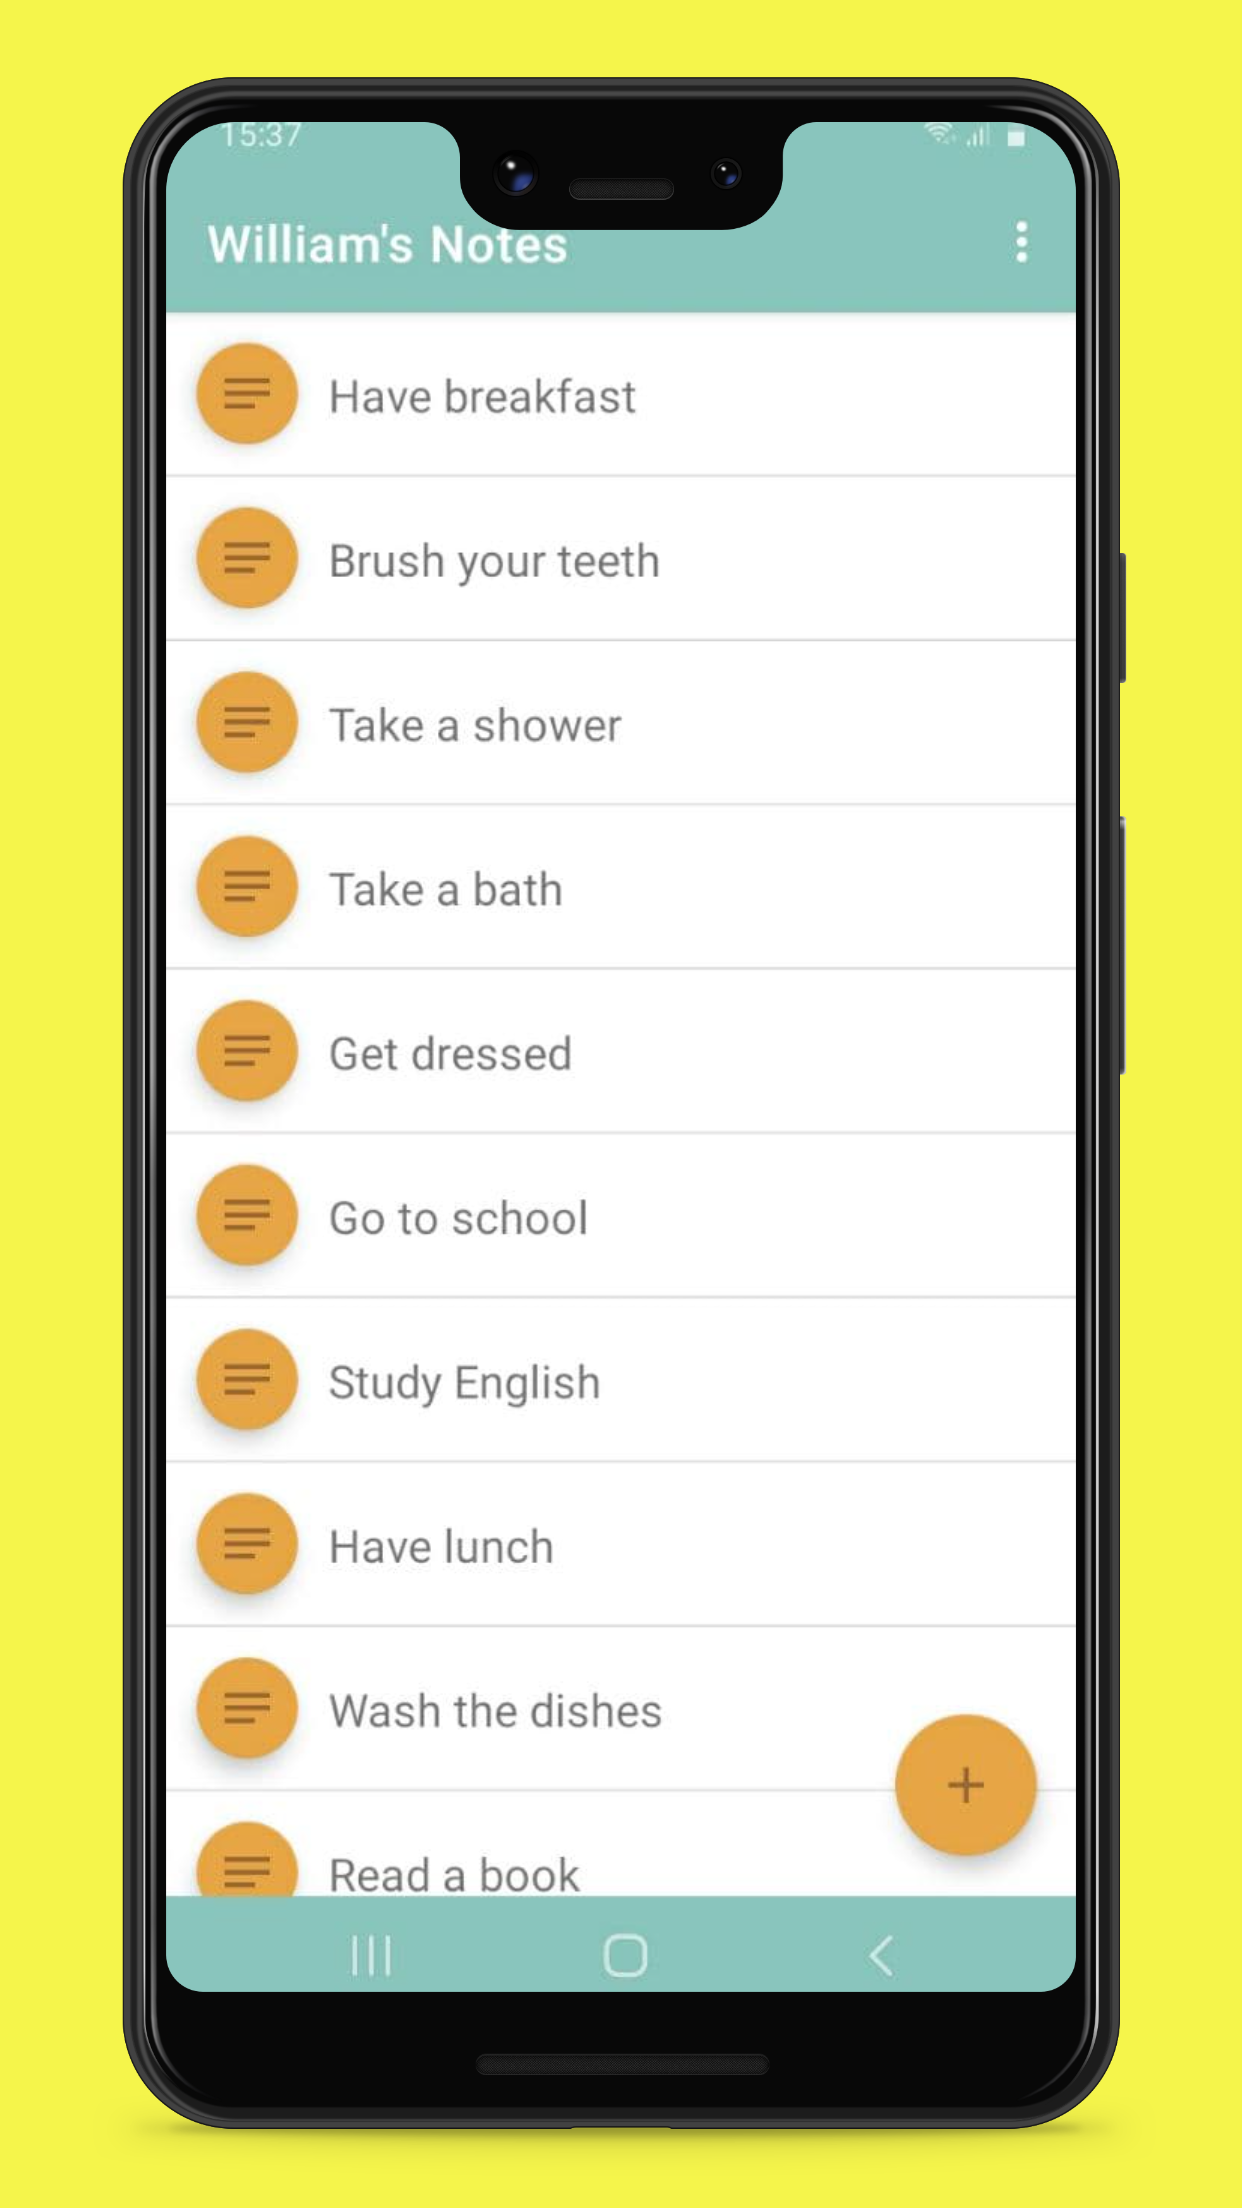 15:37
William's Notes
Have breakfast
Brush your teeth
Take a shower
Take a bath
Get dressed
Go to school
Study English
Have lunch
Wash the dishes
Read a book